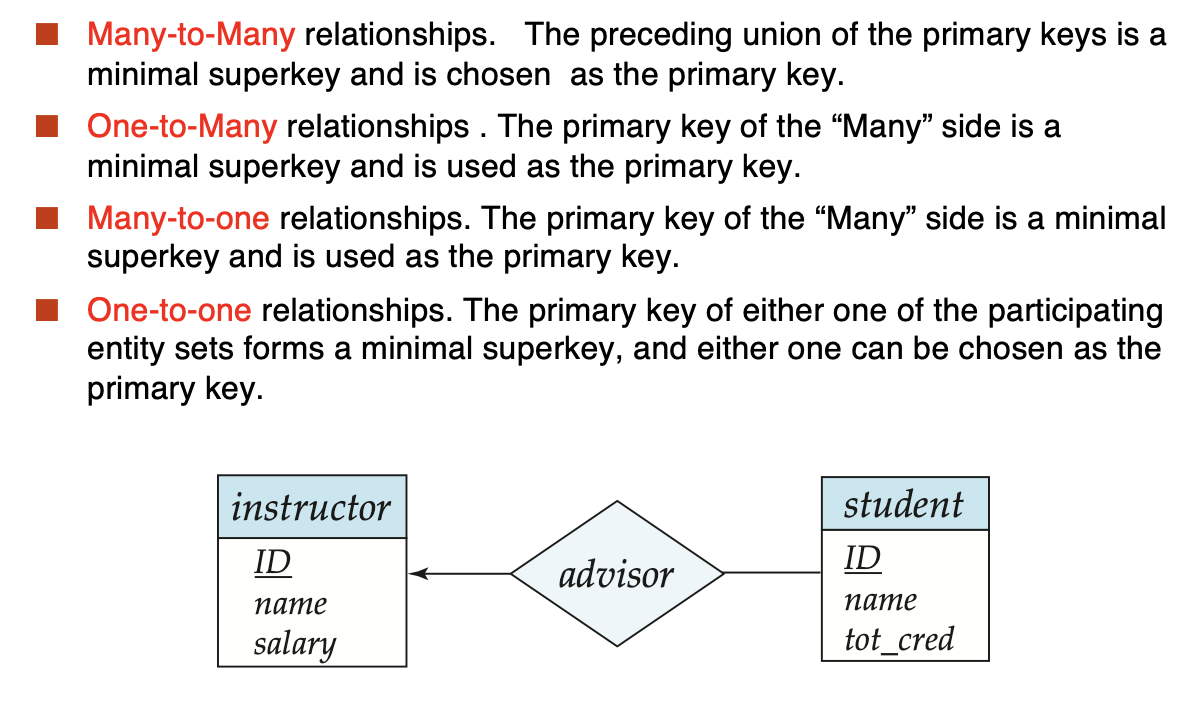 Many-to-Many relationships. The preceding union of the primary keys is a
minimal superkey and is chosen as the primary key.
One-to-Many relationships . The primary key of the “Many” side is a
minimal superkey and is used as the primary key.
Many-to-one relationships. The primary key of the “Many” side is a minimal
superkey and is used as the primary key.
One-to-one relationships. The primary key of either one of the participating
entity sets forms a minimal superkey, and either one can be chosen as the
primary key.
instructor
ID
name
salary
advisor
student
ID
name
tot_cred